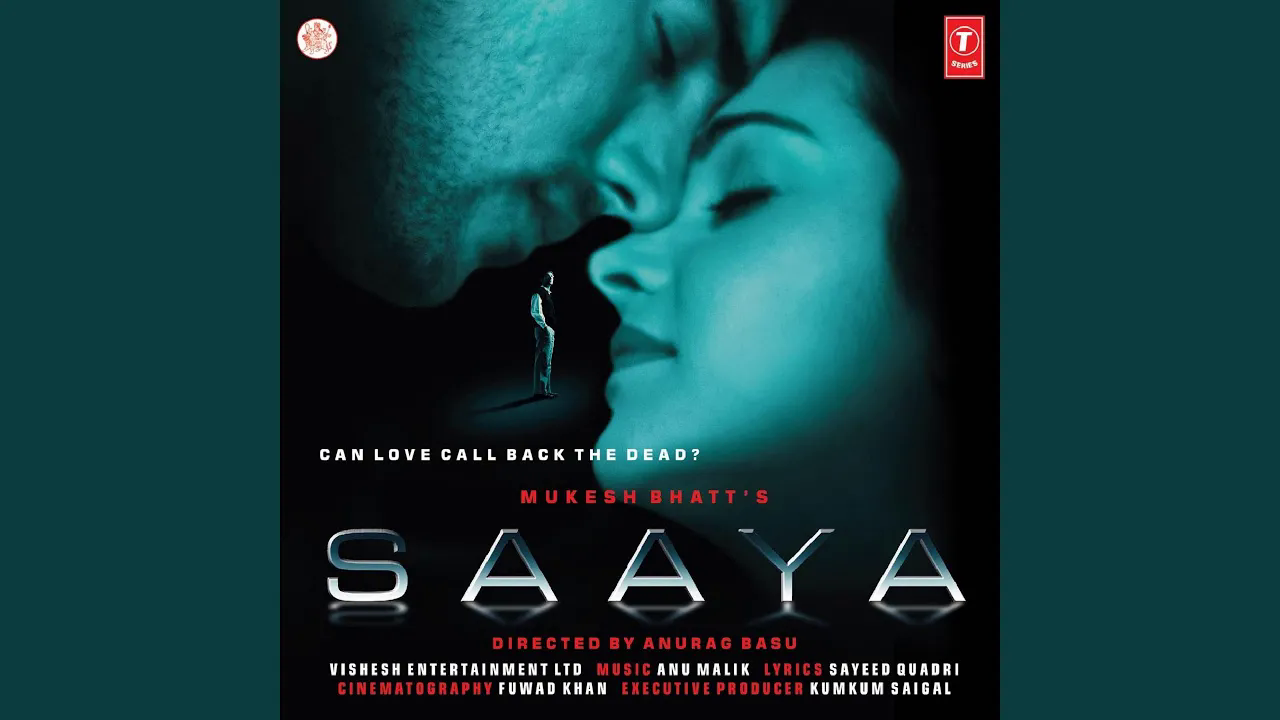 T
SERIES
CAN LOVE CALL BACK THE DEAD?
MUKESH BHATT'S
SAAYA
DIRECTED BY ANURAG BASU
VISHESH ENTERTAINMENT LTD MUSIC ANU MALIK LYRICS SAYEED QUADRI
CINEMATOGRAPHY FUWAD KHAN EXECUTIVE PRODUCER KUMKUM SAIGAL